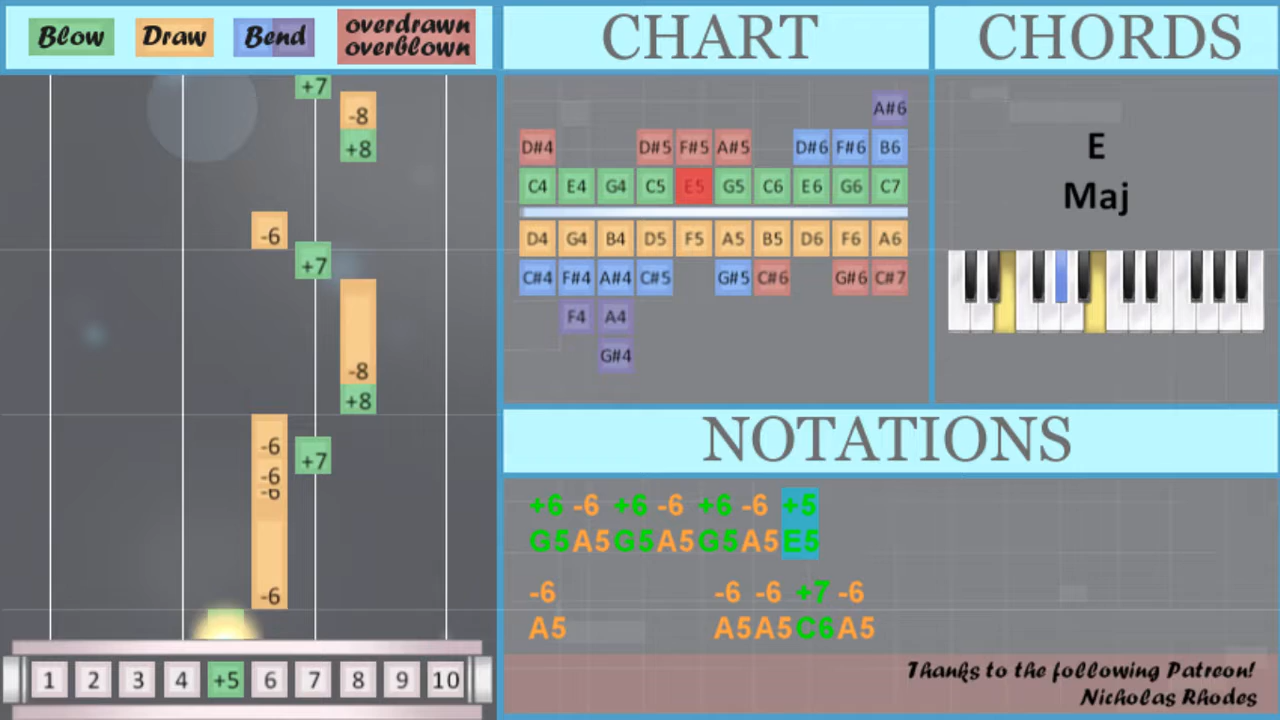 Blow Draw Bend overdrawn
overblown
CHART
CHORDS
+7
-8
+8
-6
+7
-8
+8
-6
+7
-6
-6
-6
1 2 3 4 +5 6 7 8 9 10
A#6
D#4 D#5 F#5 A#5 D#6 F#6 B6
C4 E4 G4 C5 E5 G5 C6 E6 G6 C7
D4 G4 B4 D5 F5 A5 B5 D6 F6 A6
C#4 F#4 A#4 C#5 G#5 C#6 G#6 C#7
F4 A4
G#4
E
Maj
NOTATIONS
+6 -6 +6 -6 +6 -6 +5
G5 A5 G5 A5 G5 A5 E5
-6 -6 -6 +7 -6
A5 A5 A5 C6 A5
Thanks to the following Patreon!
Nicholas Rhodes